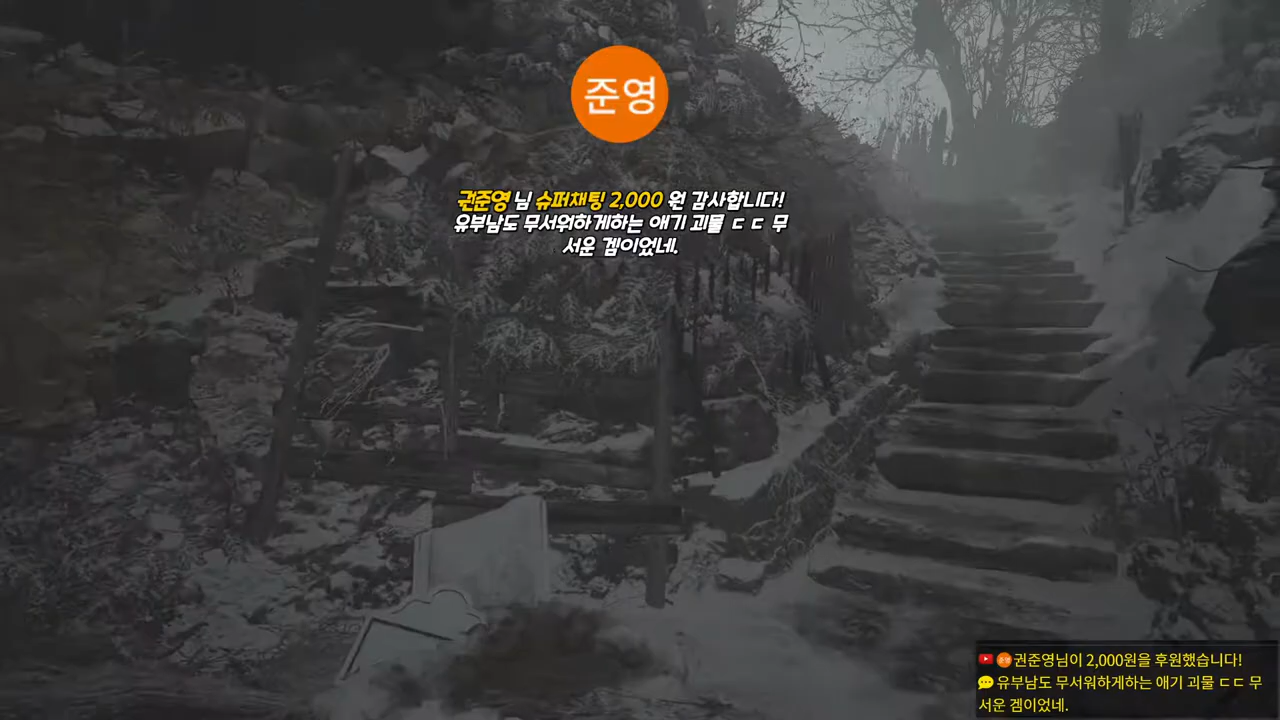 준영
권준영 님 슈퍼채팅 2,000 원 감사합니다!
유부남도 무서워하게하는 애기 괴물 ㄷ ㄷ 무
서운 겜이었네.
준영 권준영님이 2,000원을 후원했습니다!
유부남도 무서워하게하는 애기 괴물 ㄷㄷ 무
서운 겜이었네.